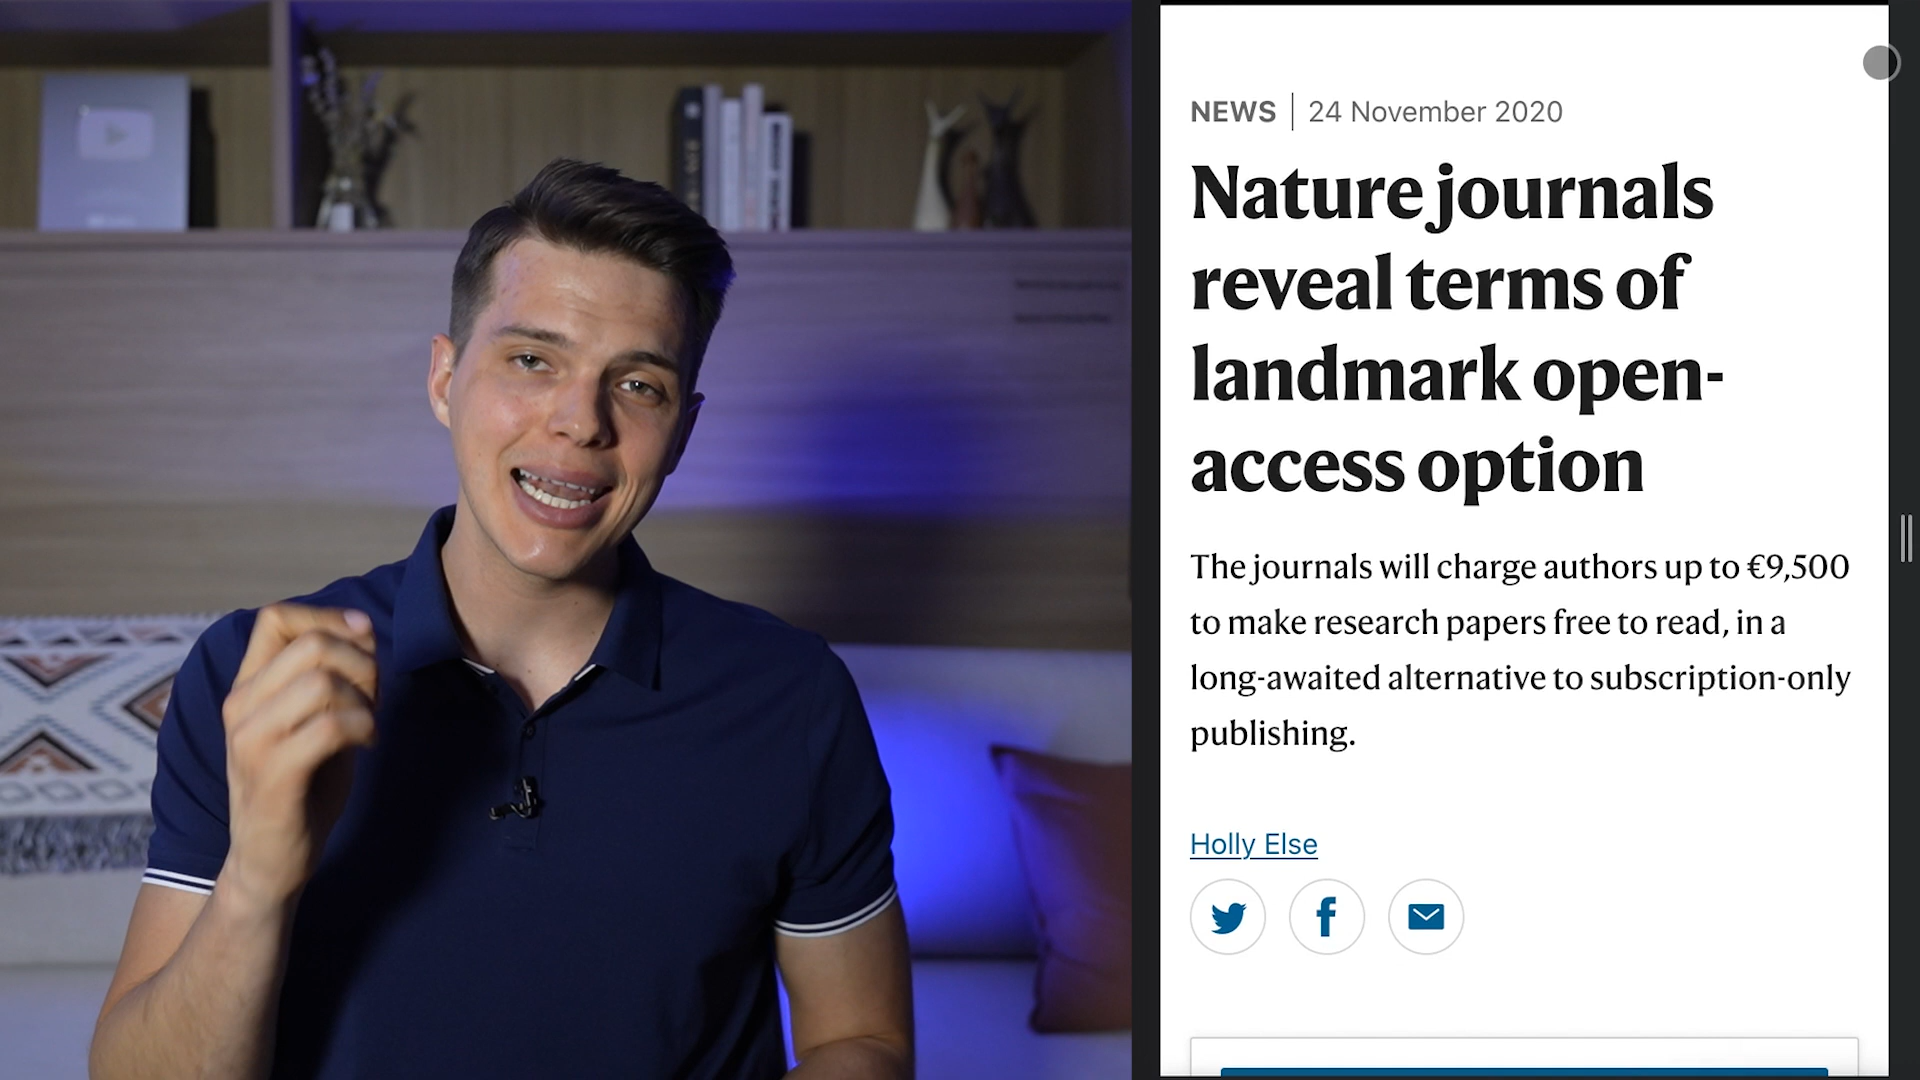 NEWS | 24 November 2020
Nature journals
reveal terms of
landmark open-
access option
The journals will charge authors up to €9,500
to make research papers free to read, in a
long-awaited alternative to subscription-only
publishing.
Holly Else